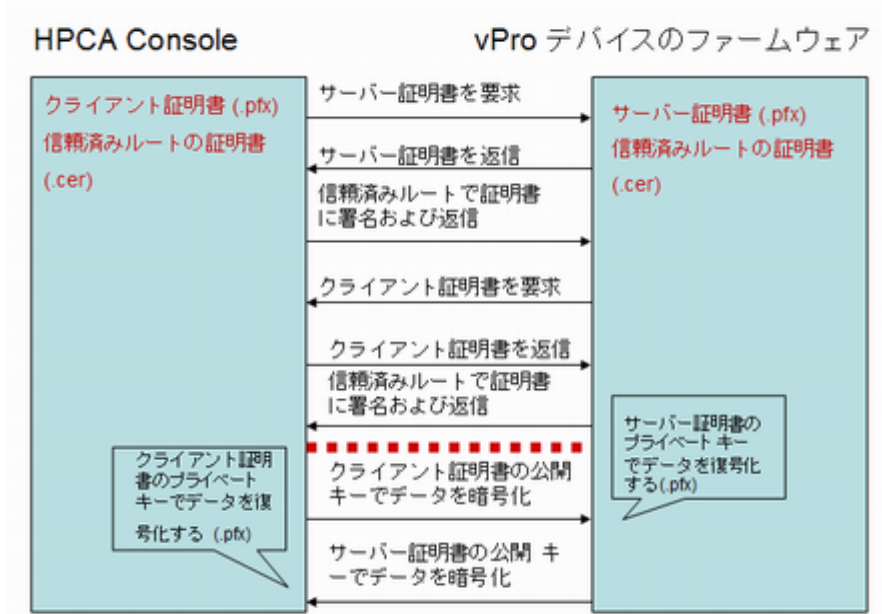 HPCA Console
vPro デバイスのファームウェア
クライアント証明書 (.pfx)
信頼済みルートの証明書
(.cer)
サーバー証明書を要求
サーバー証明書を返信
信頼済みルートで証明書
に署名および返信
クライアント証明書を要求
クライアント証明書を返信
信頼済みルートで証明書
に署名および返信
クライアント証明書の公開
キーでデータを暗号化
サーバー証明書の公開 キ
ーでデータを暗号化
クライアント証明
書のプライベート
キーでデータを復
号化する (.pfx)
サーバー証明書 (.pfx)
信頼済みルートの証明書
(.cer)
サーバー証明書の
プライベート キー
でデータを復号化
する(.pfx)